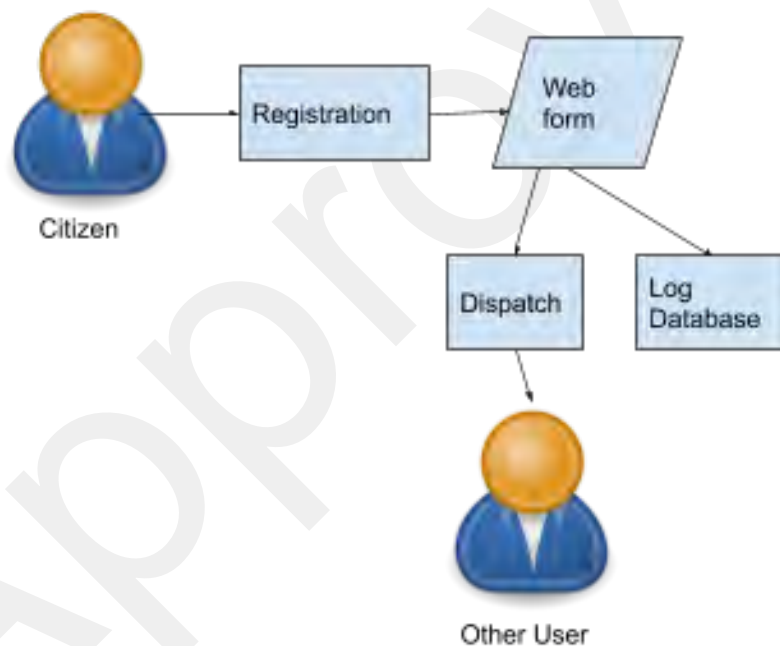 Registration
Web
form
Citizen
Dispatch
Log
Database
Other User